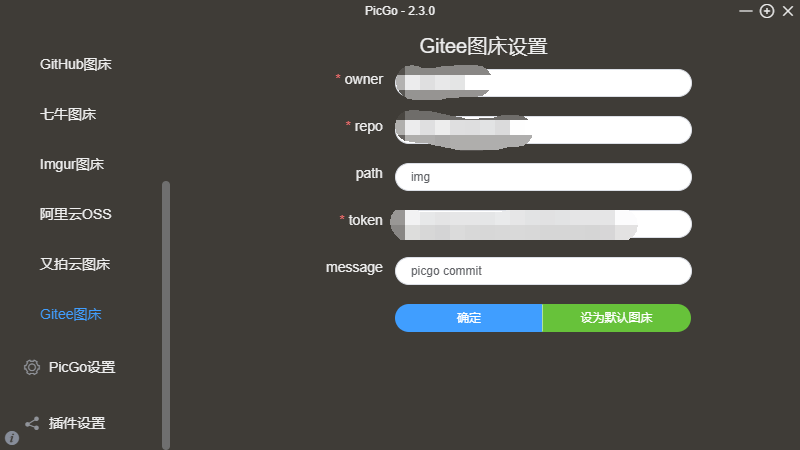 PicGo - 2.3.0
GitHub图床
七牛图床
Imgur图床
阿里云OSS
又拍云图床
Gitee图床
PicGo设置
插件设置
Gitee图床设置
* owner
* repo
path
img
* token
message
picgo commit
确定
设为默认图床